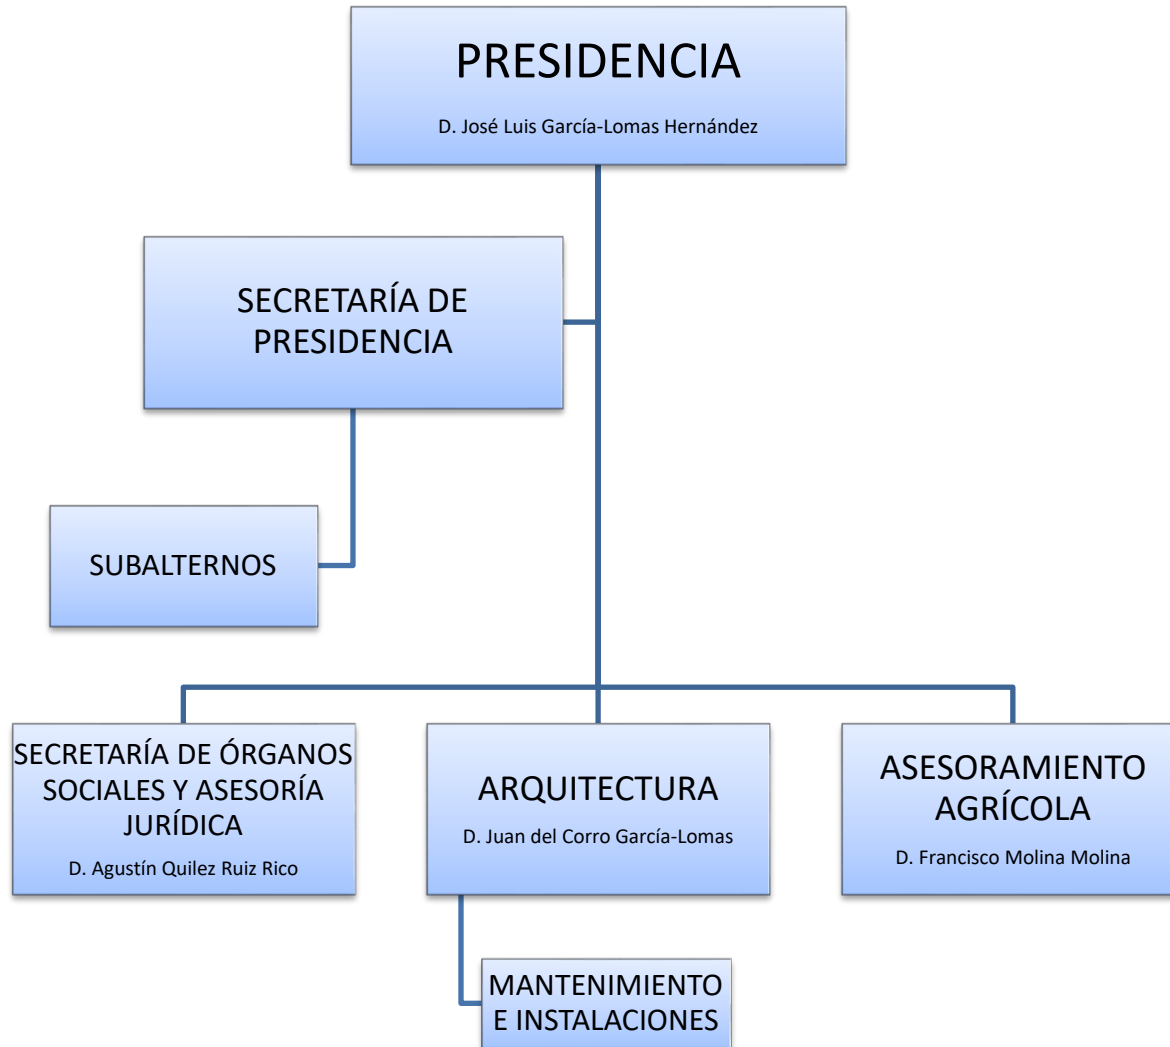 PRESIDENCIA
D. José Luis García-Lomas Hernández
SECRETARÍA DE
PRESIDENCIA
SUBALTERNOS
SECRETARÍA DE ÓRGANOS
SOCIALES Y ASESORÍA
JURÍDICA
D. Agustín Quilez Ruiz Rico
ARQUITECTURA
D. Juan del Corro García-Lomas
ASESORAMIENTO
AGRÍCOLA
D. Francisco Molina Molina
MANTENIMIENTO
E INSTALACIONES